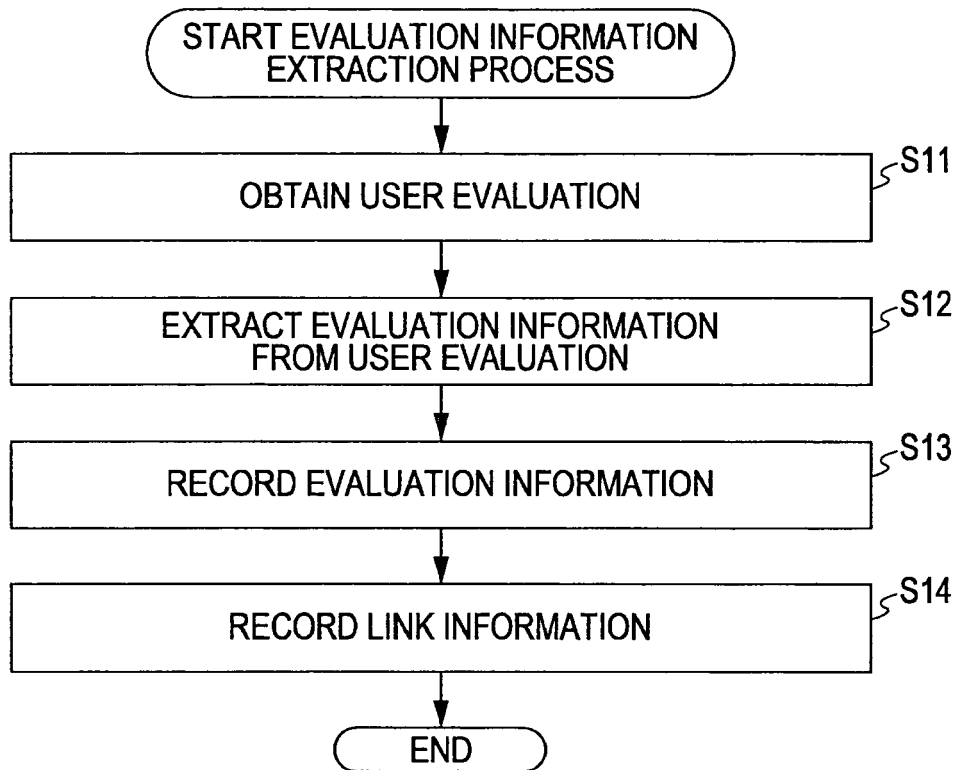 START EVALUATION INFORMATION
EXTRACTION PROCESS
S11
OBTAIN USER EVALUATION
S12
EXTRACT EVALUATION INFORMATION
FROM USER EVALUATION
S13
RECORD EVALUATION INFORMATION
S14
RECORD LINK INFORMATION
END